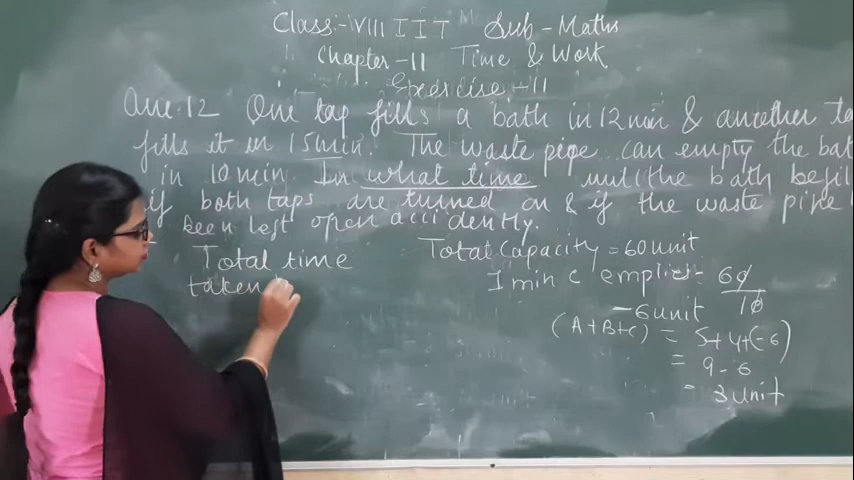 Class:- VIII IIT Sub - Maths
Chapter - 11 Time & Work
Exercise - 11
Que. 12 One tap fills a bath in 12 min & another ta
fills it in 15 min. The waste pipe can empty the bat
in 10 min. In what time will the bath be fil
if both taps are turned on & if the waste pipe
been left open accidently.
Total time
taken
Total Capacity = 60 unit
1 min C emplies = 60/10
-6 unit
(A+B+C) = 5+4+(-6)
= 9 - 6
= 3 unit